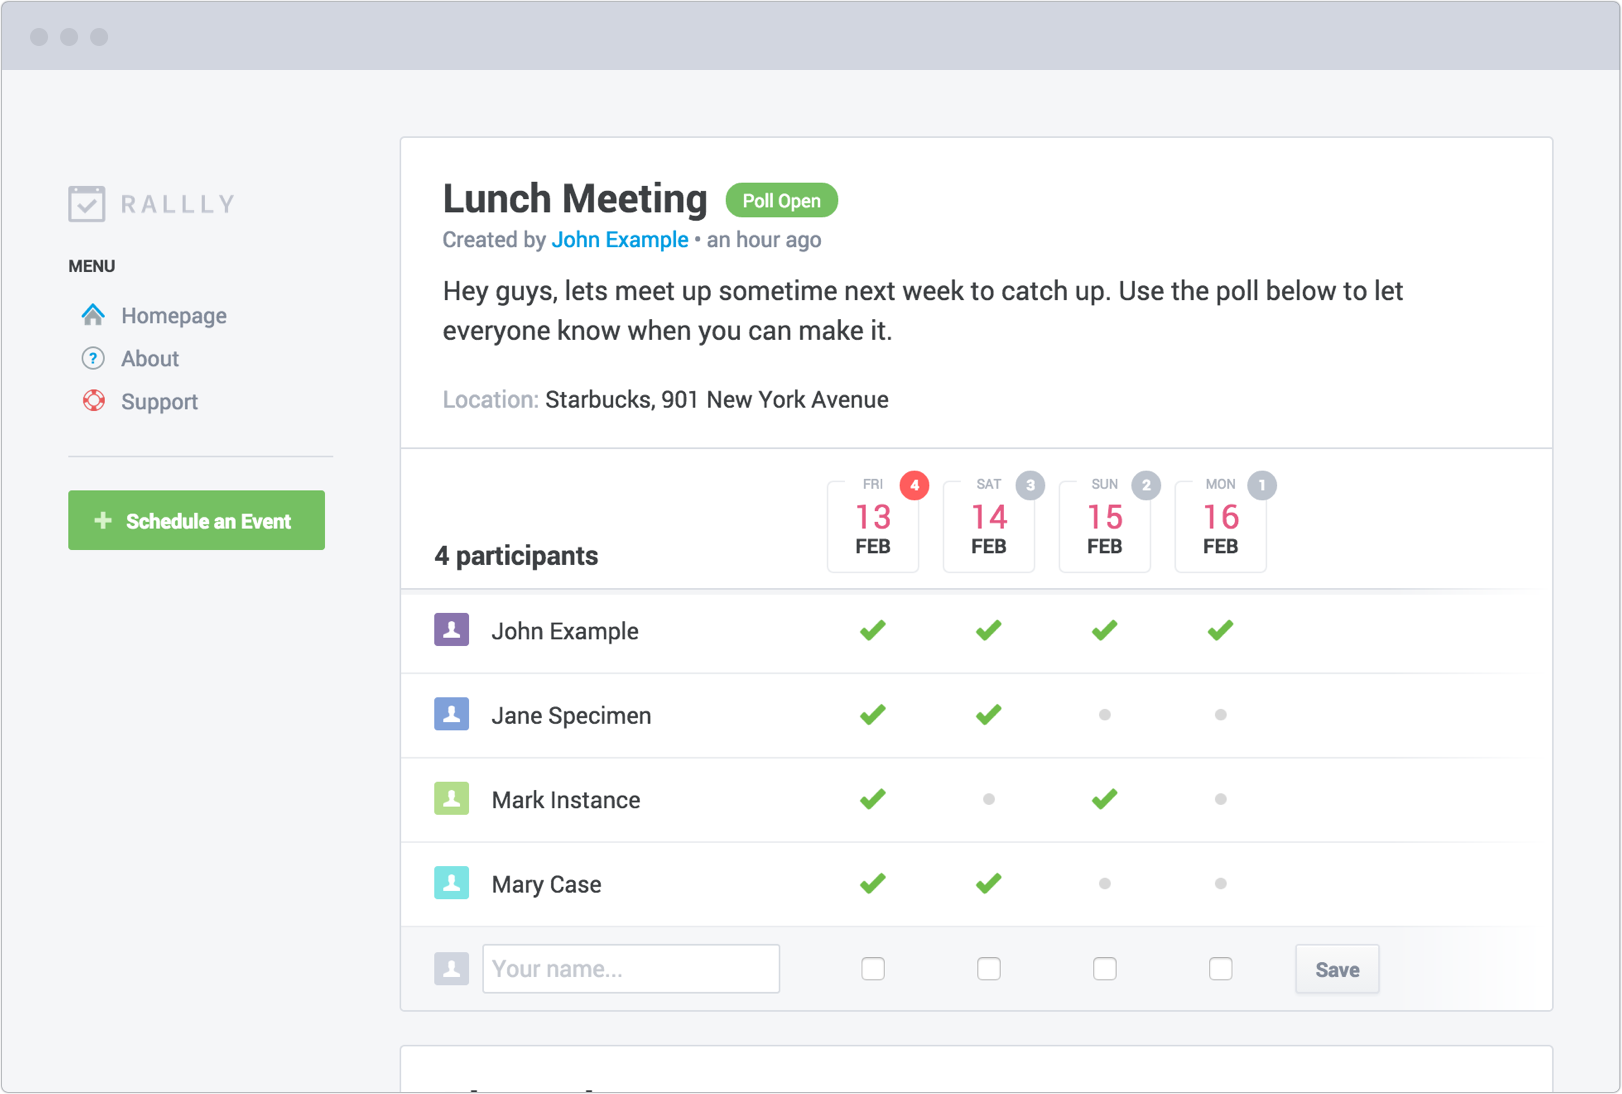 RALLLY
MENU
Homepage
? About
Support
+ Schedule an Event
Lunch Meeting Poll Open
Created by John Example • an hour ago
Hey guys, lets meet up sometime next week to catch up. Use the poll below to let
everyone know when you can make it.
Location: Starbucks, 901 New York Avenue
FRI 4 SAT 3 SUN 2 MON 1
13 14 15 16
FEB FEB FEB FEB
4 participants
John Example
Jane Specimen
Mark Instance
Mary Case
Your name... Save